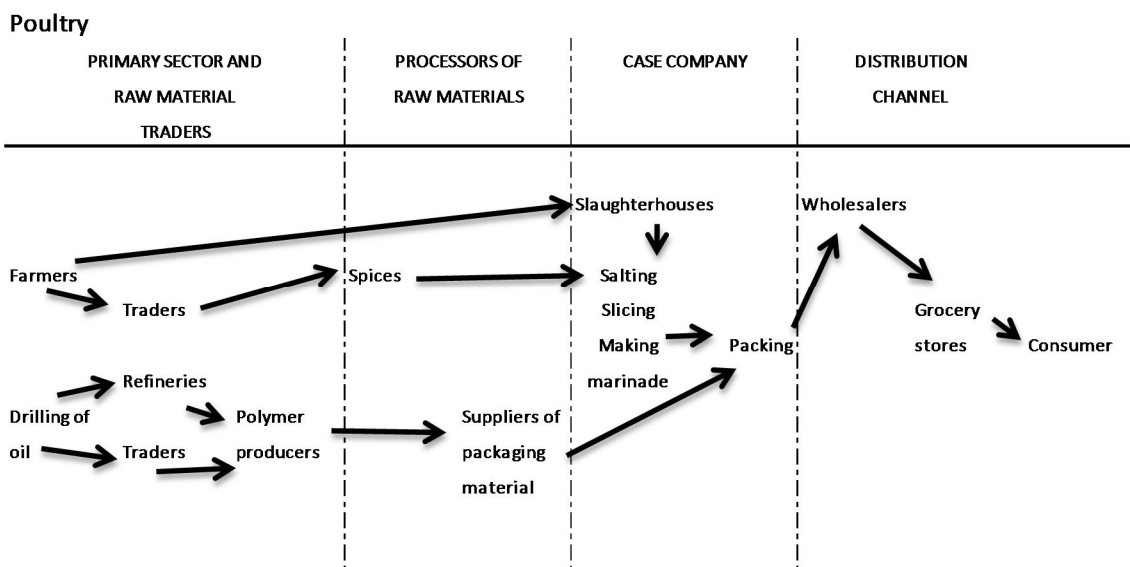 Poultry
PRIMARY SECTOR AND
RAW MATERIAL
TRADERS
PROCESSORS OF
RAW MATERIALS
CASE COMPANY
DISTRIBUTION
CHANNEL
Slaughterhouses
Wholesalers
Farmers
Traders
Spices
Salting
Slicing
Making
marinade
Packing
Grocery
stores
Consumer
Refineries
Drilling of
oil
Traders
Polymer
producers
Suppliers of
packaging
material